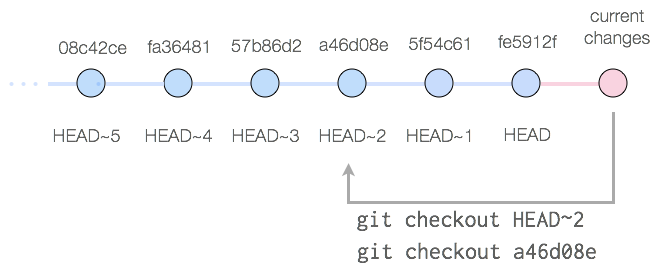 current
changes
08c42ce fa36481 57b86d2 a46d08e 5f54c61 fe5912f
HEAD~5 HEAD~4 HEAD~3 HEAD~2 HEAD~1 HEAD
git checkout HEAD~2
git checkout a46d08e